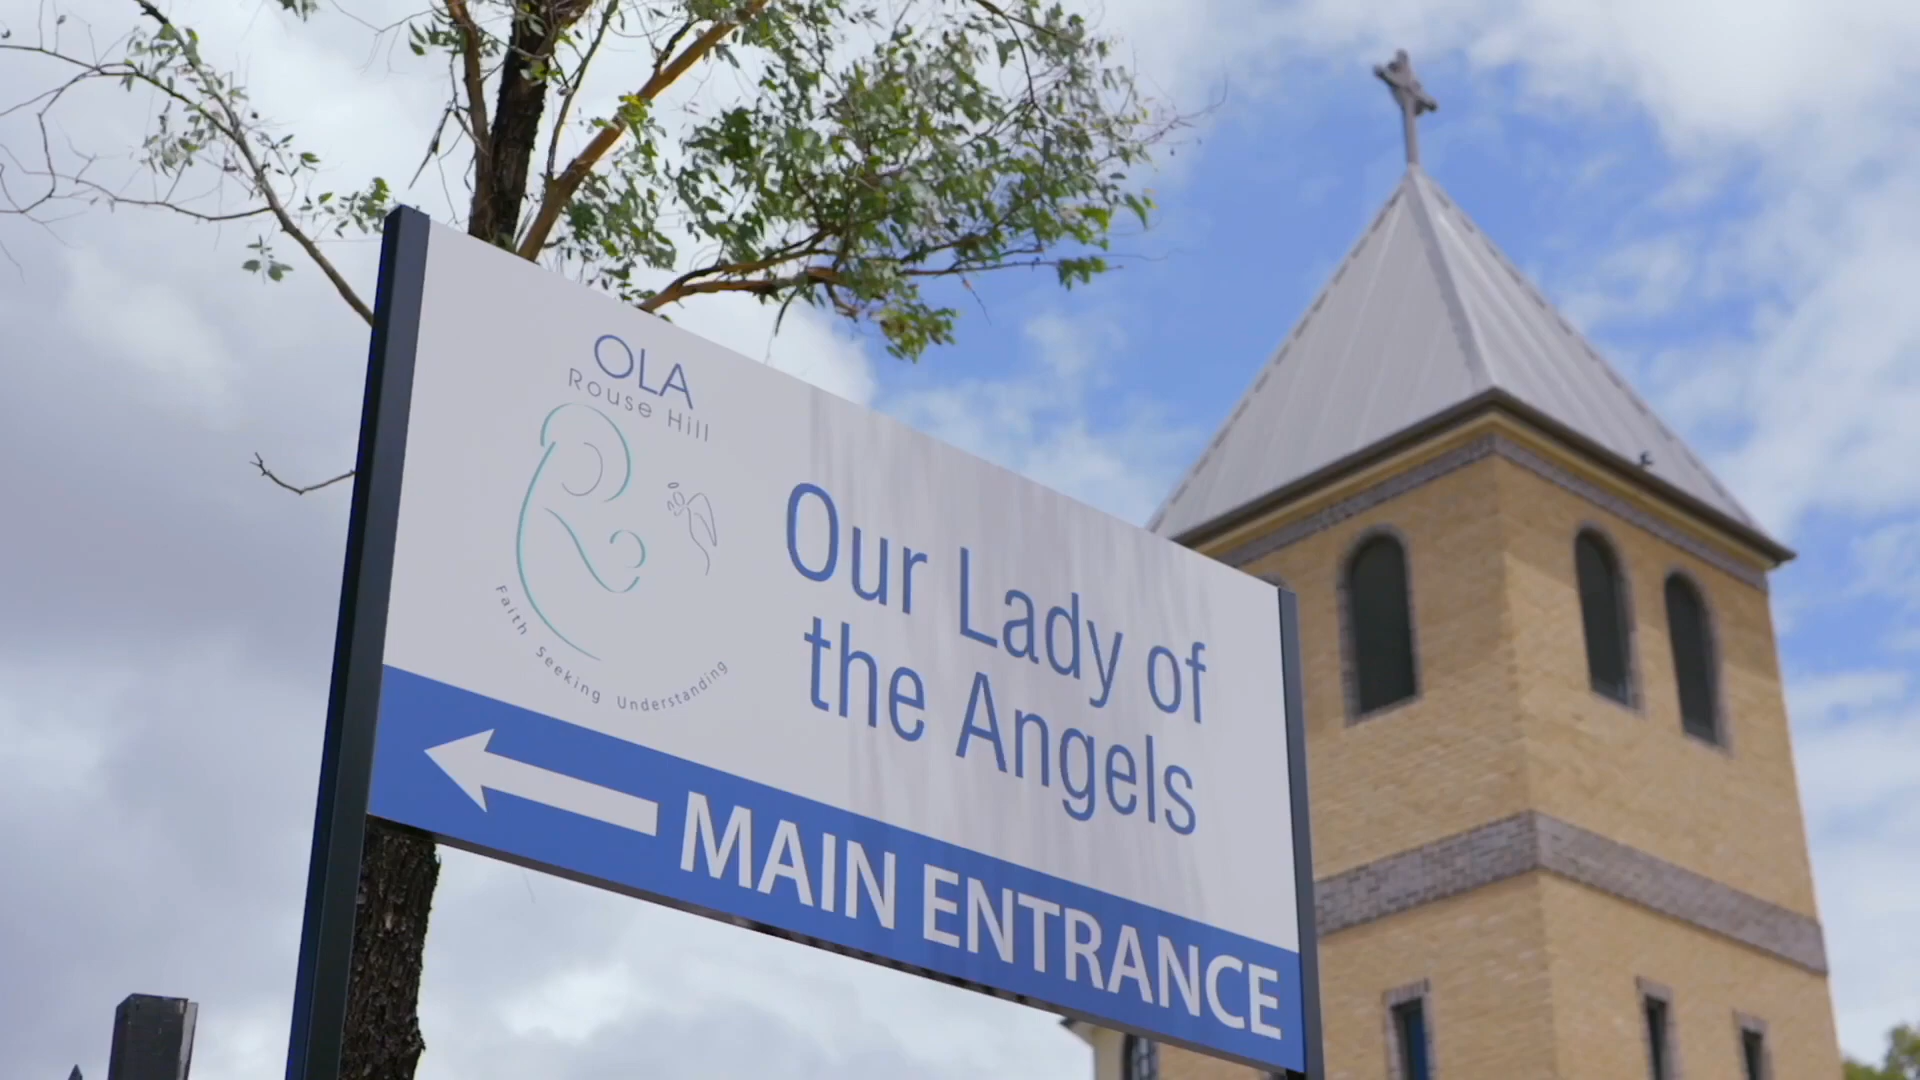 OLA
Rouse Hill
Faith Seeking Understanding
Our Lady of
the Angels
MAIN ENTRANCE